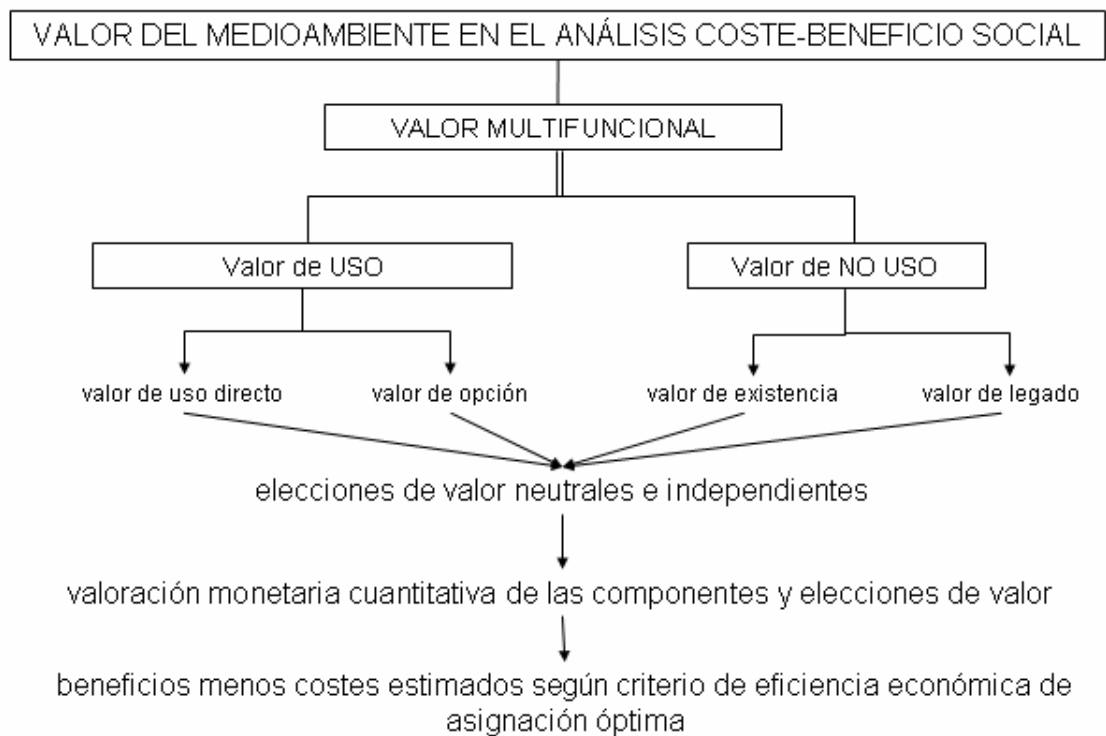 VALOR DEL MEDIOAMBIENTE EN EL ANÁLISIS COSTE-BENEFICIO SOCIAL
VALOR MULTIFUNCIONAL
Valor de USO
Valor de NO USO
valor de uso directo
valor de opción
valor de existencia
valor de legado
elecciones de valor neutrales e independientes
valoración monetaria cuantitativa de las componentes y elecciones de valor
beneficios menos costes estimados según criterio de eficiencia económica de
asignación óptima